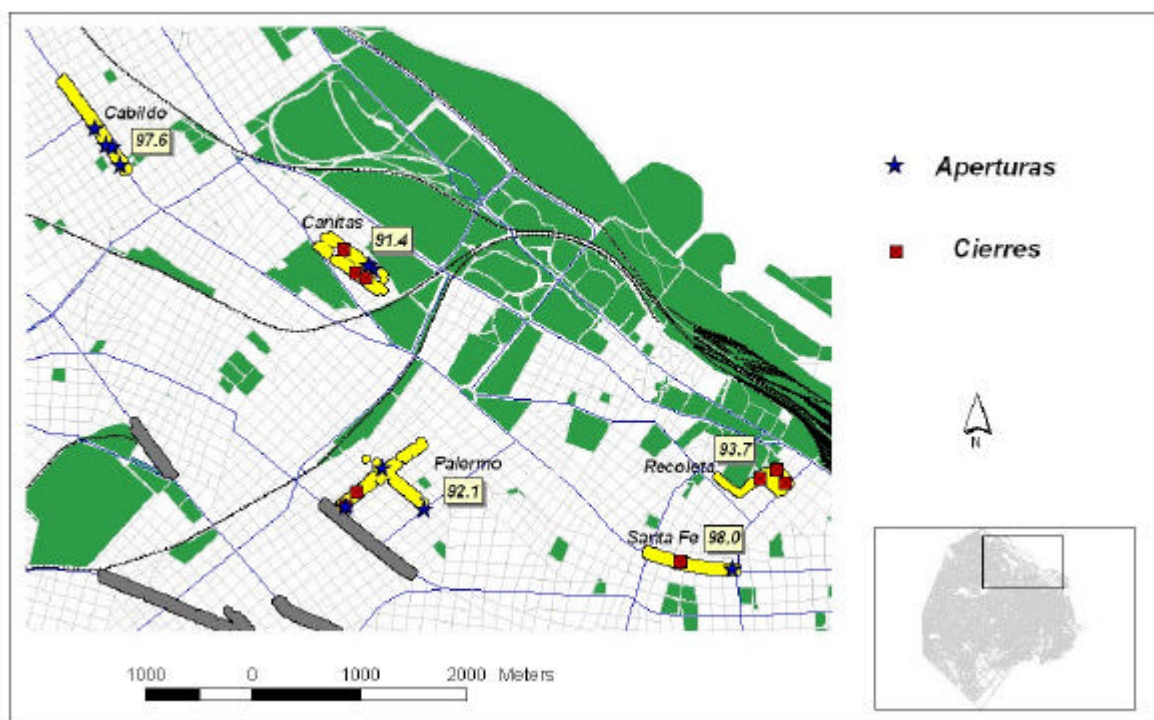 Cabildo
97.6
Canitas
91.4
Palermo
92.1
Recoleta
93.7
Santa Fe
98.0
Aperturas
Cierres
N
1000 0 1000 2000 Meters